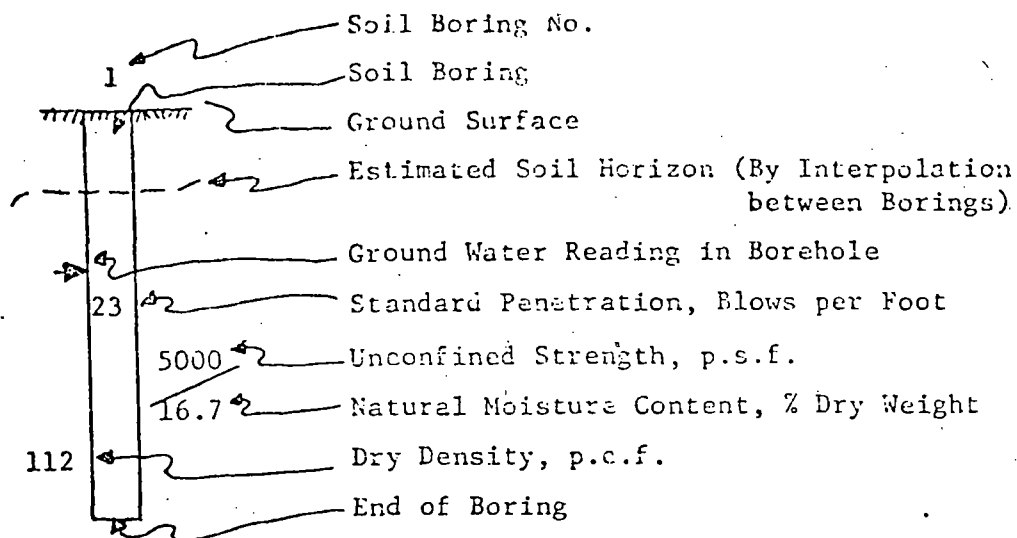 Soil Boring No.
1
Soil Boring
Ground Surface
Estimated Soil Horizon (By Interpolation
between Borings)
Ground Water Reading in Borehole
23
Standard Penetration, Blows per Foot
5000
Unconfined Strength, p.s.f.
16.7
Natural Moisture Content, % Dry Weight
112
Dry Density, p.c.f.
End of Boring